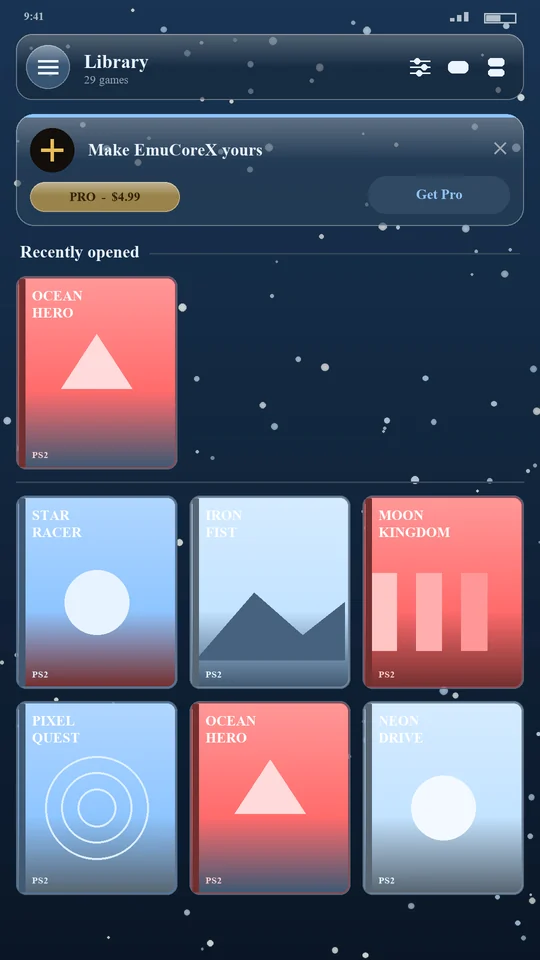 9:41
Library
29 games
Make EmuCoreX yours
PRO - $4.99
Get Pro
Recently opened
OCEAN
HERO
PS2
STAR
RACER
PS2
IRON
FIST
PS2
MOON
KINGDOM
PS2
PIXEL
QUEST
PS2
OCEAN
HERO
PS2
NEON
DRIVE
PS2